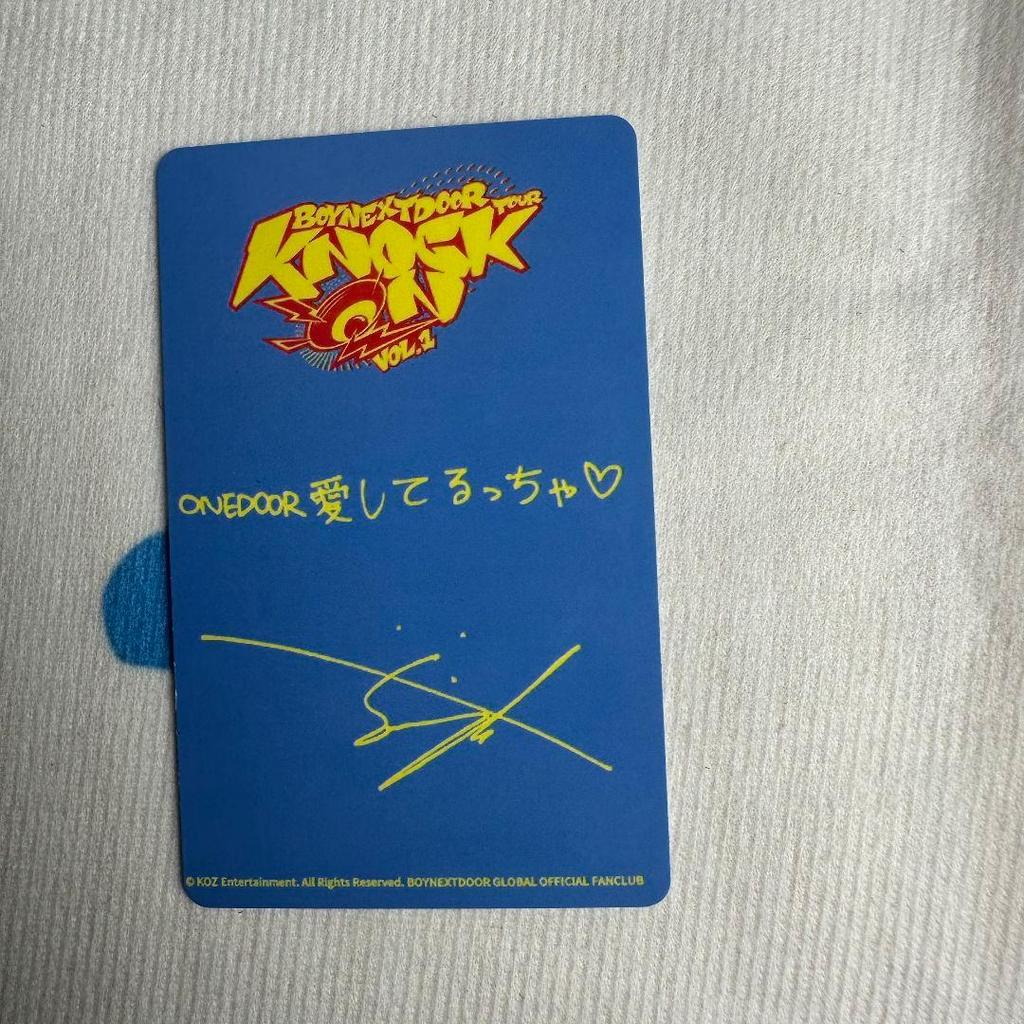 BOYNEXTDOOR TOUR
KNOCK
ON
VOL.1
ONEDOOR 愛してるっちゃ♡
© KOZ Entertainment. All Rights Reserved. BOYNEXTDOOR GLOBAL OFFICIAL FANCLUB